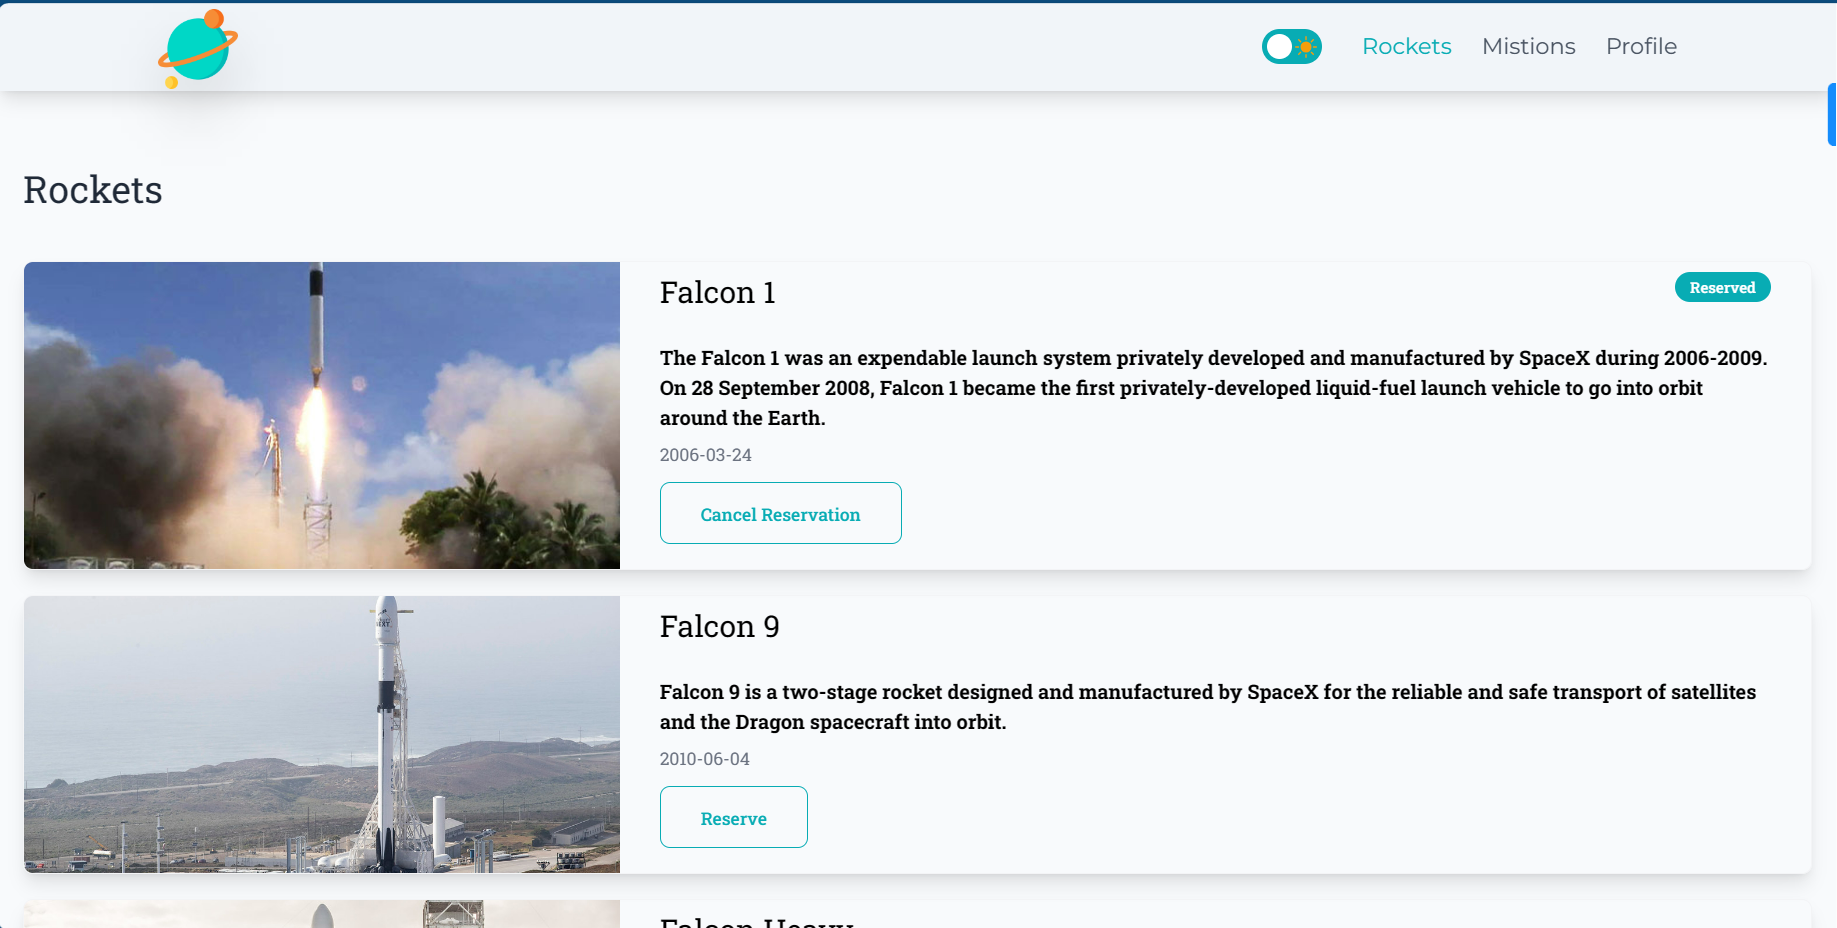 Rockets Mistions Profile
Rockets
Falcon 1
Reserved
The Falcon 1 was an expendable launch system privately developed and manufactured by SpaceX during 2006-2009.
On 28 September 2008, Falcon 1 became the first privately-developed liquid-fuel launch vehicle to go into orbit
around the Earth.
2006-03-24
Cancel Reservation
Falcon 9
Falcon 9 is a two-stage rocket designed and manufactured by SpaceX for the reliable and safe transport of satellites
and the Dragon spacecraft into orbit.
2010-06-04
Reserve
Falcon Heavy